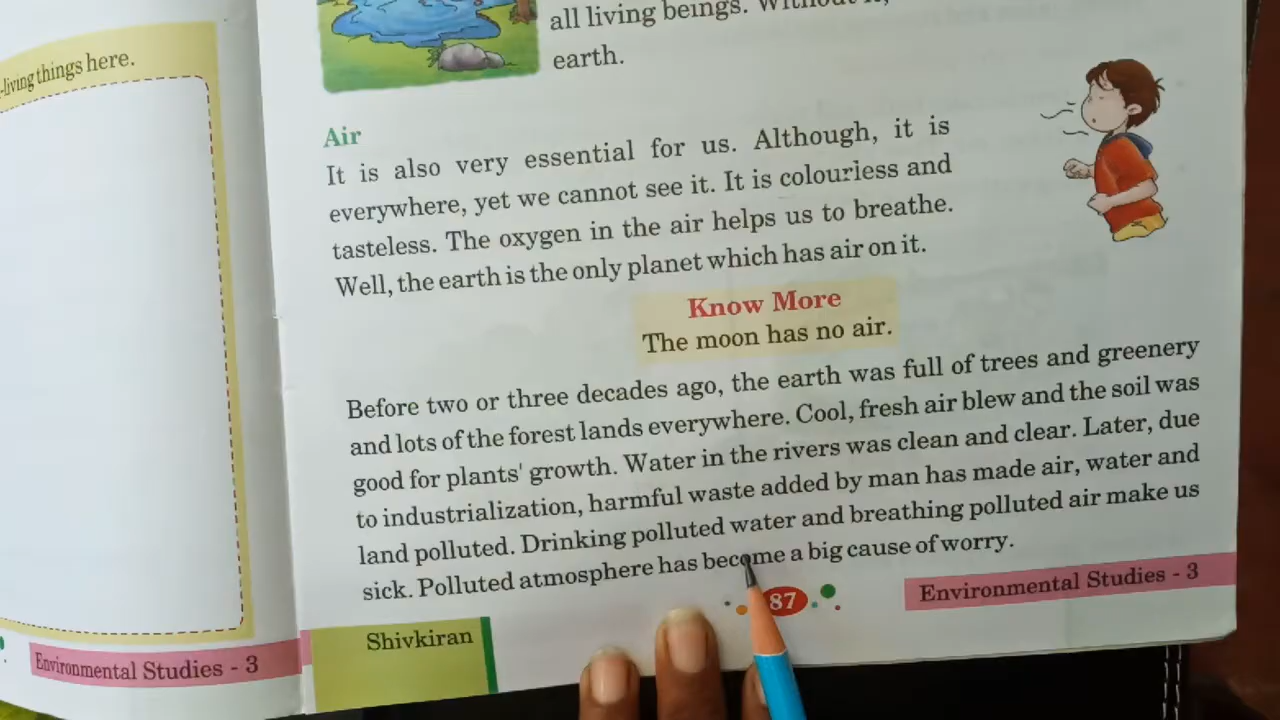 -living things here.
Environmental Studies - 3
all living beings. Without it,
earth.
Air
It is also very essential for us. Although, it is
everywhere, yet we cannot see it. It is colourless and
tasteless. The oxygen in the air helps us to breathe.
Well, the earth is the only planet which has air on it.
Know More
The moon has no air.
Before two or three decades ago, the earth was full of trees and greenery
and lots of the forest lands everywhere. Cool, fresh air blew and the soil was
good for plants' growth. Water in the rivers was clean and clear. Later, due
to industrialization, harmful waste added by man has made air, water and
land polluted. Drinking polluted water and breathing polluted air make us
sick. Polluted atmosphere has become a big cause of worry.
Shivkiran
87
Environmental Studies - 3